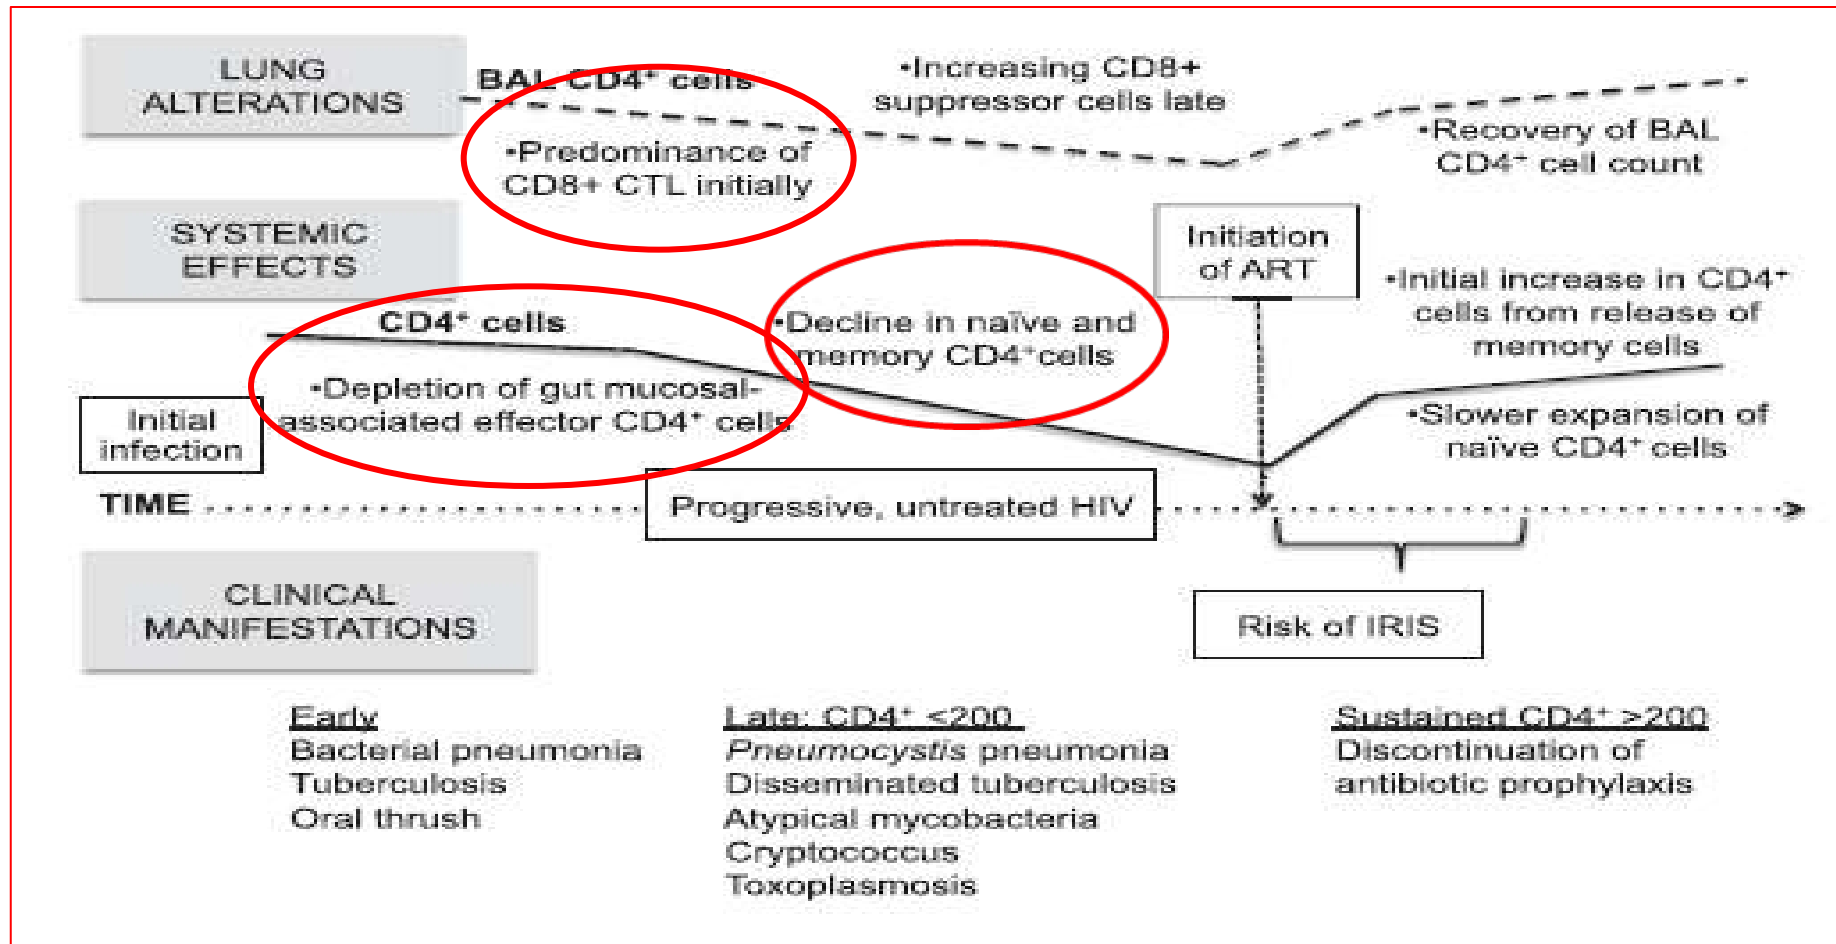 LUNG
ALTERATIONS
BAL CD4⁺ cells
•Predominance of
CD8+ CTL initially
•Increasing CD8+
suppressor cells late
•Recovery of BAL
CD4⁺ cell count
SYSTEMIC
EFFECTS
CD4⁺ cells
•Depletion of gut mucosal-
associated effector CD4⁺ cells
•Decline in naïve and
memory CD4⁺cells
Initiation
of ART
•Initial increase in CD4⁺
cells from release of
memory cells
•Slower expansion of
naïve CD4⁺ cells
Initial
infection
TIME
Progressive, untreated HIV
Risk of IRIS
CLINICAL
MANIFESTATIONS
Early
Bacterial pneumonia
Tuberculosis
Oral thrush
Late: CD4⁺ <200
Pneumocystis pneumonia
Disseminated tuberculosis
Atypical mycobacteria
Cryptococcus
Toxoplasmosis
Sustained CD4⁺ >200
Discontinuation of
antibiotic prophylaxis